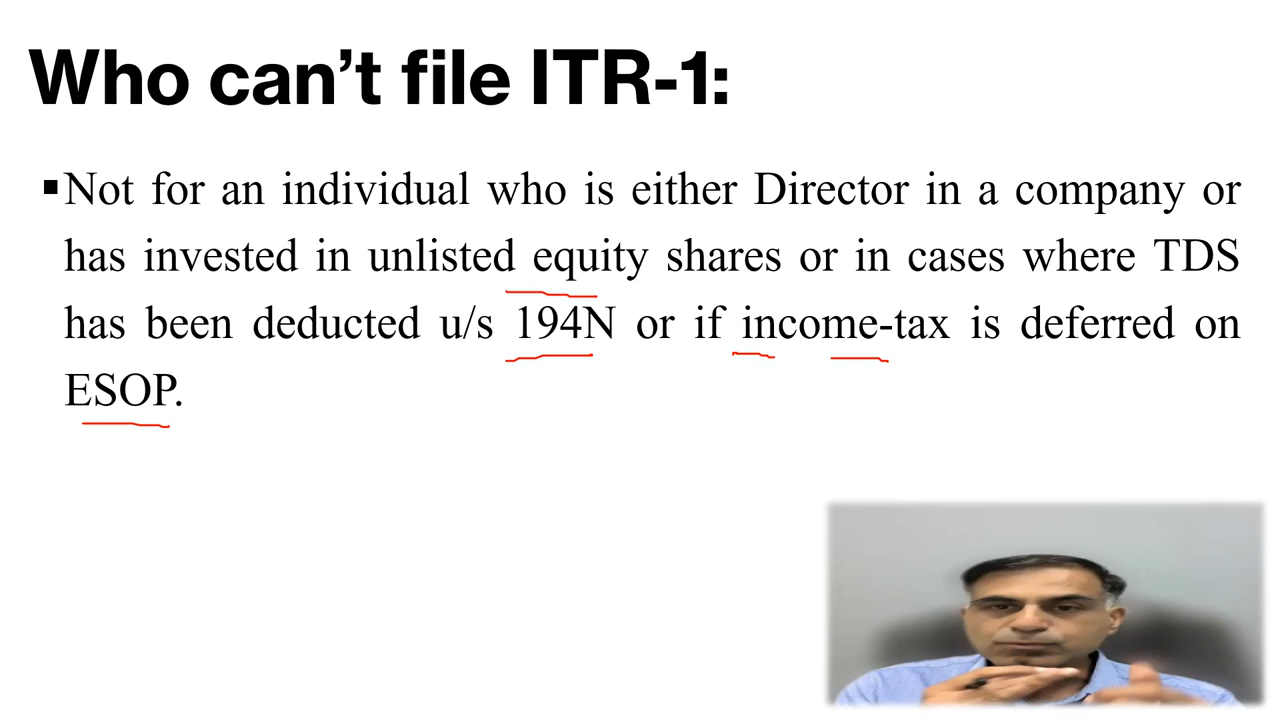 Who can’t file ITR-1:
▪Not for an individual who is either Director in a company or
has invested in unlisted equity shares or in cases where TDS
has been deducted u/s 194N or if income-tax is deferred on
ESOP.